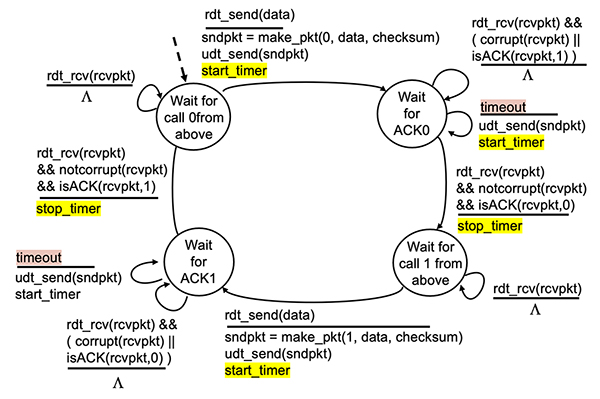 rdt_send(data)
sndpkt = make_pkt(0, data, checksum)
udt_send(sndpkt)
start_timer
rdt_rcv(rcvpkt) &&
( corrupt(rcvpkt) ||
isACK(rcvpkt,1) )
Λ
rdt_rcv(rcvpkt)
Λ
Wait for
call 0from
above
Wait
for
ACK0
timeout
udt_send(sndpkt)
start_timer
rdt_rcv(rcvpkt)
&& notcorrupt(rcvpkt)
&& isACK(rcvpkt,1)
stop_timer
rdt_rcv(rcvpkt)
&& notcorrupt(rcvpkt)
&& isACK(rcvpkt,0)
stop_timer
timeout
udt_send(sndpkt)
start_timer
Wait
for
ACK1
Wait for
call 1 from
above
rdt_rcv(rcvpkt)
Λ
rdt_rcv(rcvpkt) &&
( corrupt(rcvpkt) ||
isACK(rcvpkt,0) )
Λ
rdt_send(data)
sndpkt = make_pkt(1, data, checksum)
udt_send(sndpkt)
start_timer